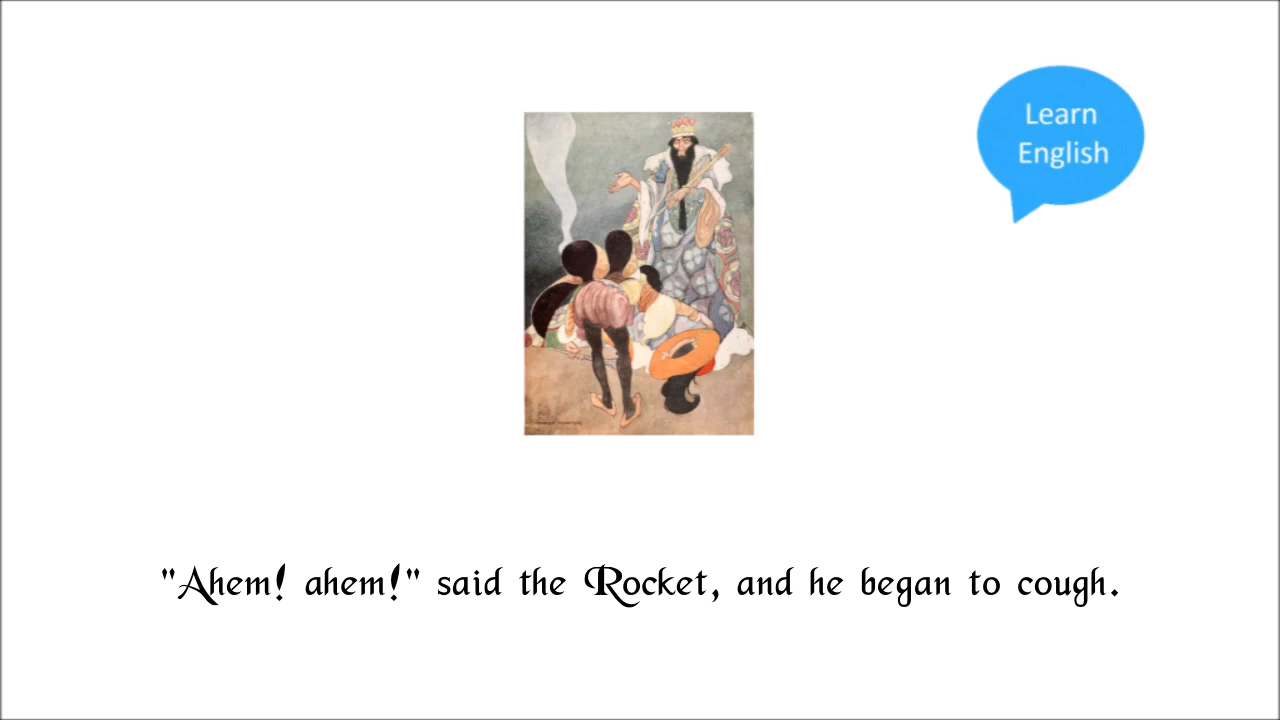 Learn
English
"Ahem! ahem!" said the Rocket, and he began to cough.